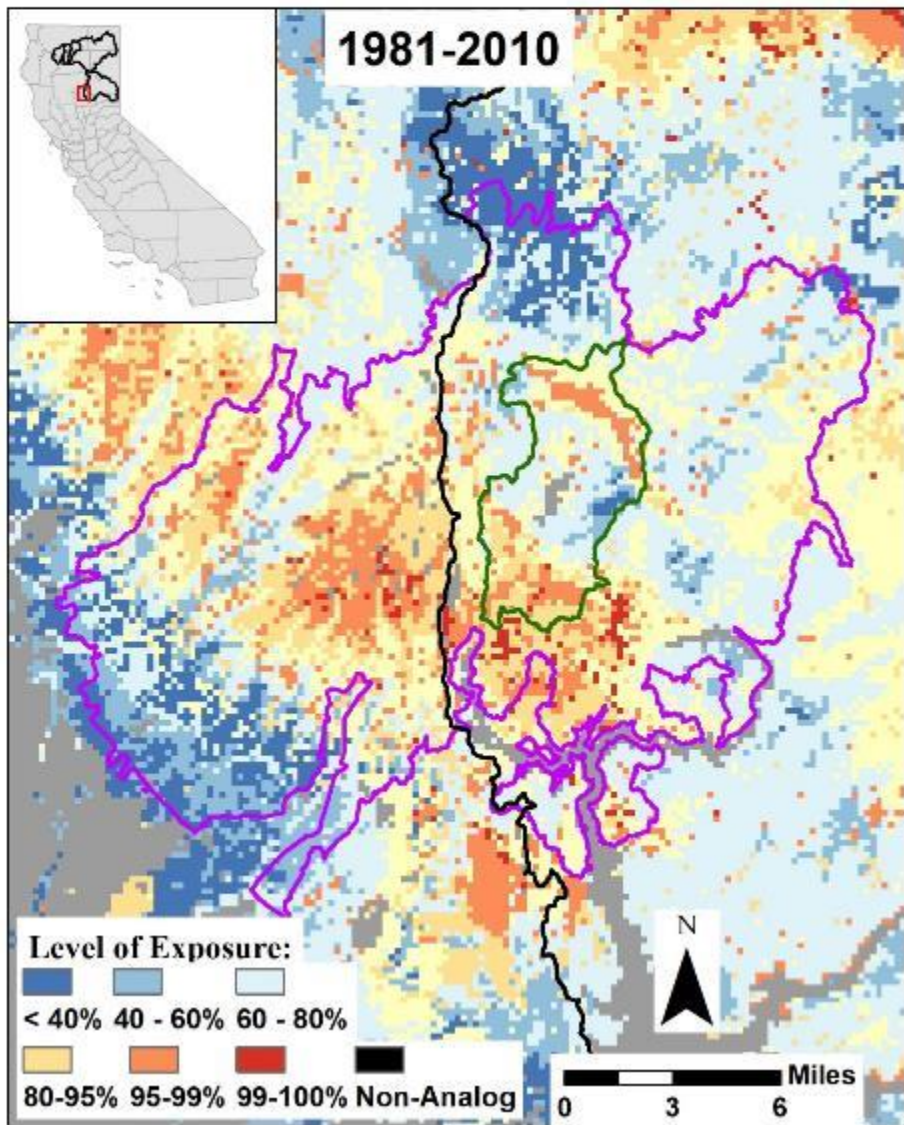 1981-2010
Level of Exposure:
< 40% 40 - 60% 60 - 80%
80-95% 95-99% 99-100% Non-Analog
N
Miles
0 3 6